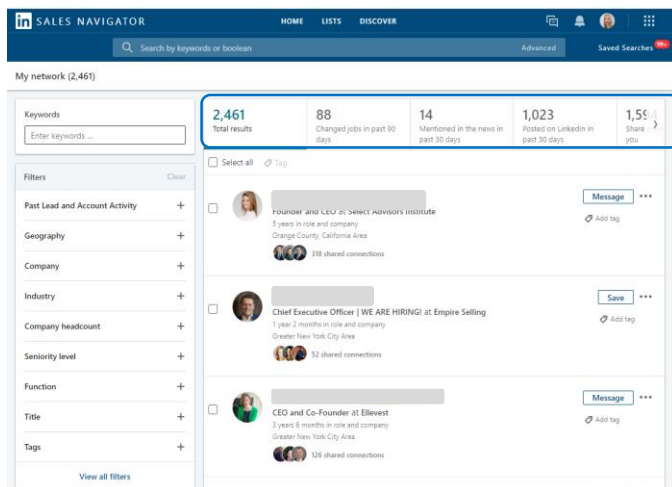 in SALES NAVIGATOR
HOME LISTS DISCOVER
Search by keywords or boolean
Advanced
Saved Searches 99+
My network (2,461)
Keywords
Enter keywords ...
Filters Clear
Past Lead and Account Activity +
Geography +
Company +
Industry +
Company headcount +
Seniority level +
Function +
Title +
Tags +
View all filters
2,461
Total results
88
Changed jobs in past 90
days
14
Mentioned in the news in
past 30 days
1,023
Posted on LinkedIn in
past 30 days
1,594
Share
you
Select all Tag
Founder and CEO at Select Advisors Institute
5 years in role and company
Orange County, California Area
318 shared connections
Message ...
Add tag
Chief Executive Officer | WE ARE HIRING! at Empire Selling
1 year 2 months in role and company
Greater New York City Area
52 shared connections
Save ...
Add tag
CEO and Co-Founder at Ellevest
3 years 6 months in role and company
Greater New York City Area
126 shared connections
Message ...
Add tag